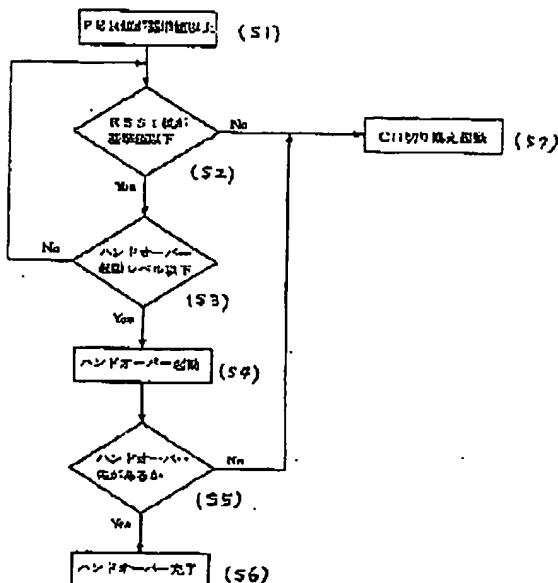 (S1)
RSSI値が
基準値以下
No
(S2)
Yes
CH切り換え起動
(S7)
ハンドオーバー
起動レベル以下
No
(S3)
Yes
ハンドオーバー起動
(S4)
ハンドオーバー
先があるか
No
(S5)
Yes
ハンドオーバー完了
(S6)